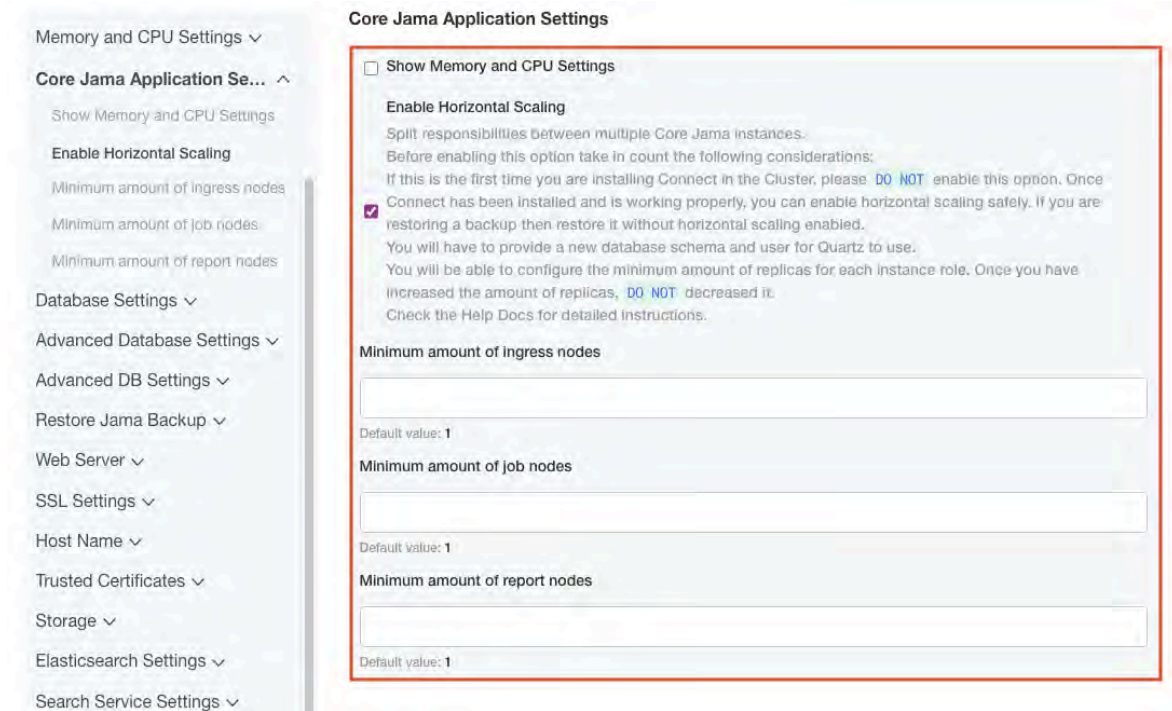 Memory and CPU Settings
Core Jama Application Se...
Show Memory and CPU Settings
Enable Horizontal Scaling
Minimum amount of ingress nodes
Minimum amount of job nodes
Minimum amount of report nodes
Database Settings
Advanced Database Settings
Advanced DB Settings
Restore Jama Backup
Web Server
SSL Settings
Host Name
Trusted Certificates
Storage
Elasticsearch Settings
Search Service Settings
Core Jama Application Settings
Show Memory and CPU Settings
Enable Horizontal Scaling
Split responsibilities between multiple Core Jama instances.
Before enabling this option take in count the following considerations:
If this is the first time you are installing Connect in the Cluster, please DO NOT enable this option. Once
Connect has been installed and is working properly, you can enable horizontal scaling safely. If you are
restoring a backup then restore it without horizontal scaling enabled.
You will have to provide a new database schema and user for Quartz to use.
You will be able to configure the minimum amount of replicas for each instance role. Once you have
increased the amount of replicas, DO NOT decreased it.
Check the Help Docs for detailed instructions.
Minimum amount of ingress nodes
Default value: 1
Minimum amount of job nodes
Default value: 1
Minimum amount of report nodes
Default value: 1